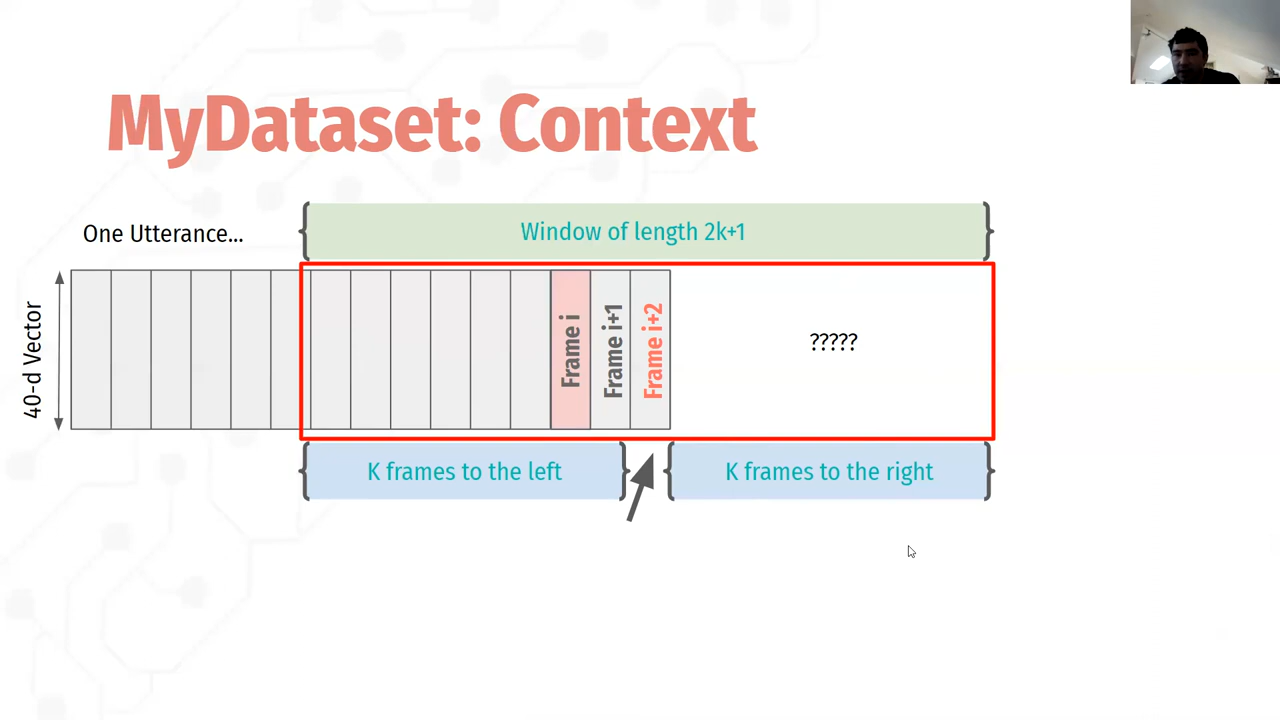 MyDataset: Context
One Utterance...
Window of length 2k+1
40-d Vector
Frame i
Frame i+1
Frame i+2
?????
K frames to the left
K frames to the right